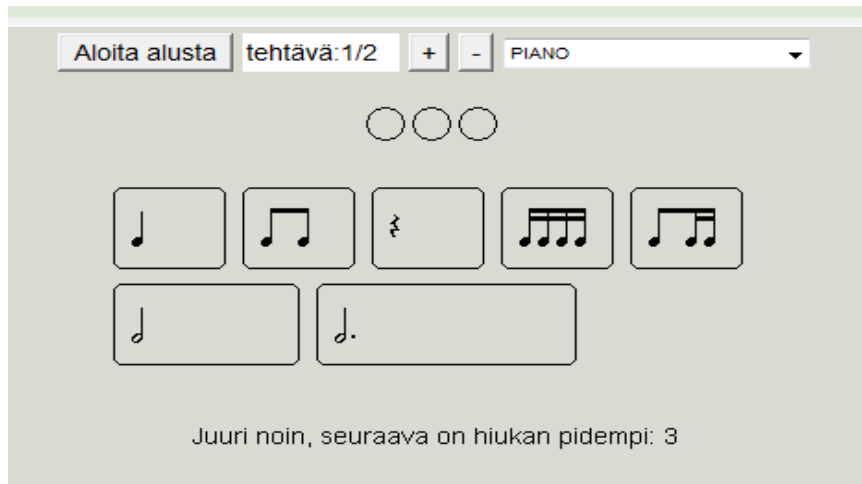 Aloita alusta tehtävä:1/2 + - PIANO
Juuri noin, seuraava on hiukan pidempi: 3